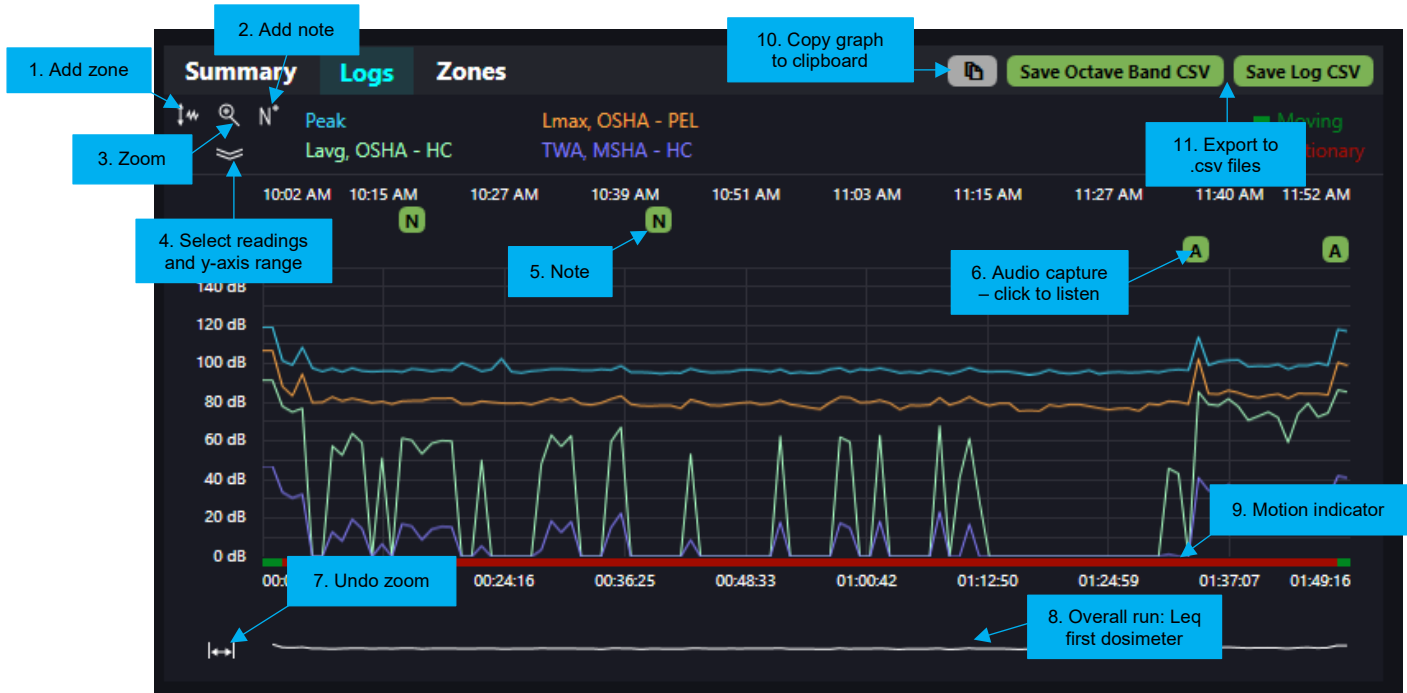 2. Add note
10. Copy graph
to clipboard
1. Add zone
Summary Logs Zones
Save Octave Band CSV Save Log CSV
N+
3. Zoom
Peak Lmax, OSHA - PEL
Moving
Lavg, OSHA - HC TWA, MSHA - HC
11. Export to
.csv files
10:02 AM 10:15 AM 10:27 AM 10:39 AM 10:51 AM 11:03 AM 11:15 AM 11:27 AM 11:40 AM 11:52 AM
N N
4. Select readings
and y-axis range
5. Note
6. Audio capture
– click to listen
A A
140 dB
120 dB
100 dB
80 dB
60 dB
40 dB
20 dB
0 dB
9. Motion indicator
7. Undo zoom
00:24:16 00:36:25 00:48:33 01:00:42 01:12:50 01:24:59 01:37:07 01:49:16
8. Overall run: Leq
first dosimeter